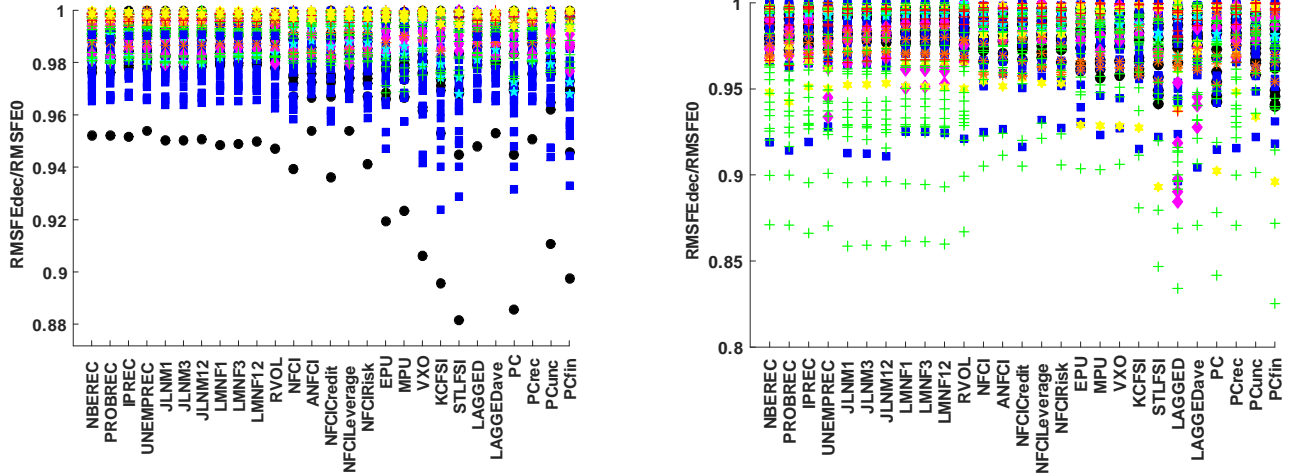 RMSFEdec/RMSFE0
1
0.98
0.96
0.94
0.92
0.9
0.88
NBEREC
PROBREC
IPREC
UNEMPREC
JLNM1
JLNM3
JLNM12
LMNF1
LMNF3
LMNF12
RVOL
NFCI
ANFCI
NFCICredit
NFCILeverage
NFCIRisk
EPU
MPU
VXO
KCFSI
STLFSI
LAGGED
LAGGEDave
PC
PCrec
PCunc
PCfin
RMSFEdec/RMSFE0
1
0.95
0.9
0.85
0.8
NBEREC
PROBREC
IPREC
UNEMPREC
JLNM1
JLNM3
JLNM12
LMNF1
LMNF3
LMNF12
RVOL
NFCI
ANFCI
NFCICredit
NFCILeverage
NFCIRisk
EPU
MPU
VXO
KCFSI
STLFSI
LAGGED
LAGGEDave
PC
PCrec
PCunc
PCfin